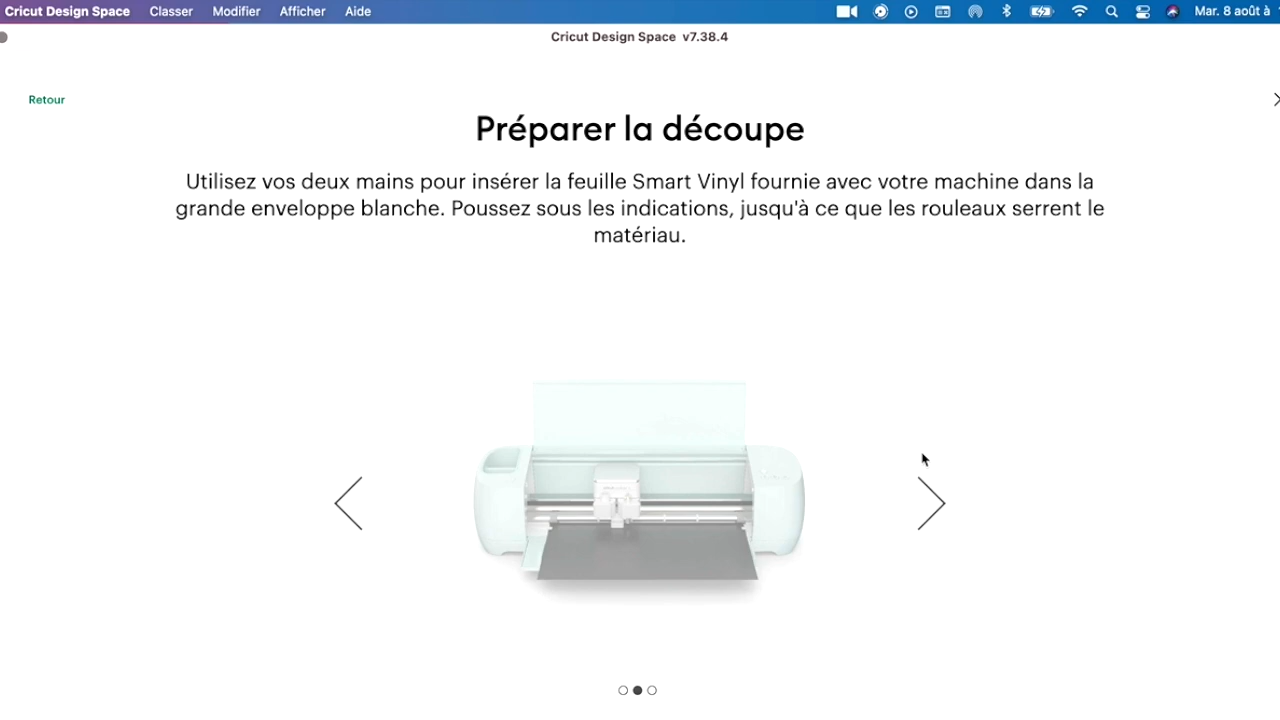 Cricut Design Space Classer Modifier Afficher Aide Mar. 8 août à
Cricut Design Space v7.38.4
Retour
Préparer la découpe
Utilisez vos deux mains pour insérer la feuille Smart Vinyl fournie avec votre machine dans la
grande enveloppe blanche. Poussez sous les indications, jusqu'à ce que les rouleaux serrent le
matériau.